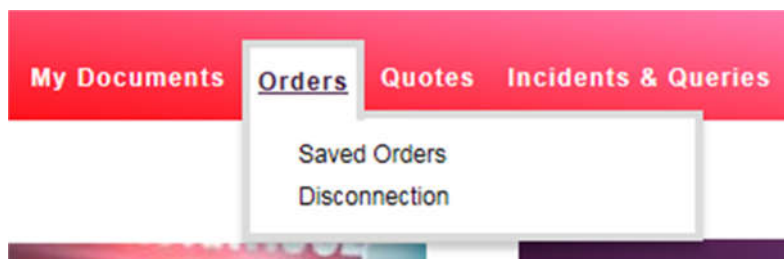 My Documents Orders Quotes Incidents & Queries
Saved Orders
Disconnection